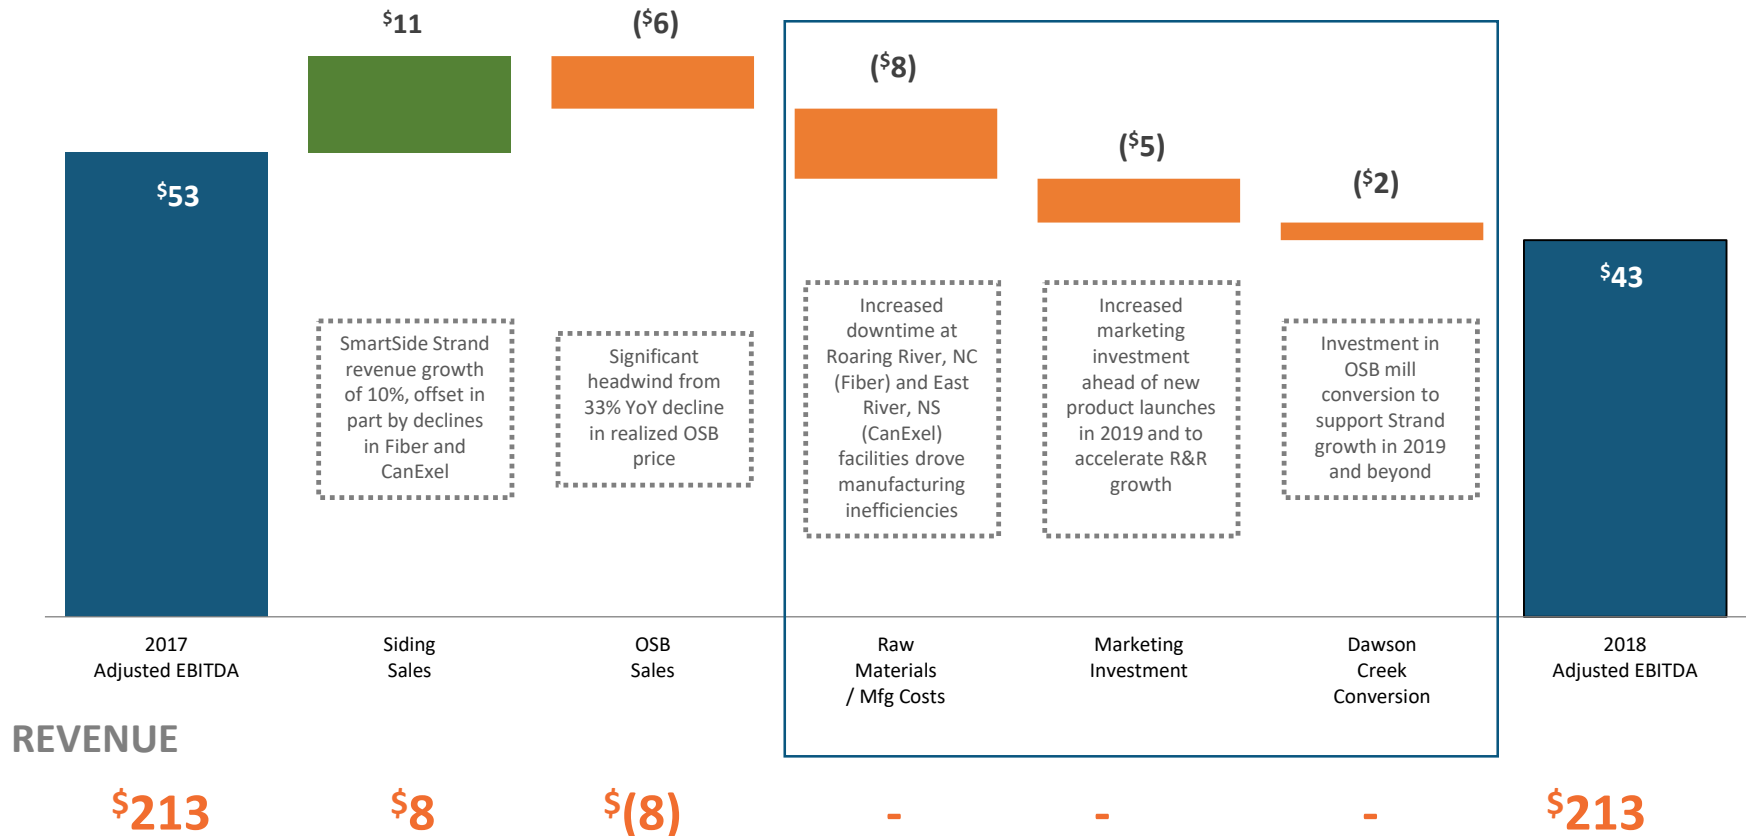 $11
($6)
($8)
($5)
($2)
$53
$43
SmartSide Strand
revenue growth
of 10%, offset in
part by declines
in Fiber and
CanExel
Significant
headwind from
33% YoY decline
in realized OSB
price
Increased
downtime at
Roaring River, NC
(Fiber) and East
River, NS
(CanExel)
facilities drove
manufacturing
inefficiencies
Increased
marketing
investment
ahead of new
product launches
in 2019 and to
accelerate R&R
growth
Investment in
OSB mill
conversion to
support Strand
growth in 2019
and beyond
2017
Adjusted EBITDA
Siding
Sales
OSB
Sales
Raw
Materials
/ Mfg Costs
Marketing
Investment
Dawson
Creek
Conversion
2018
Adjusted EBITDA
REVENUE
$213
$8
$(8)
-
-
-
$213